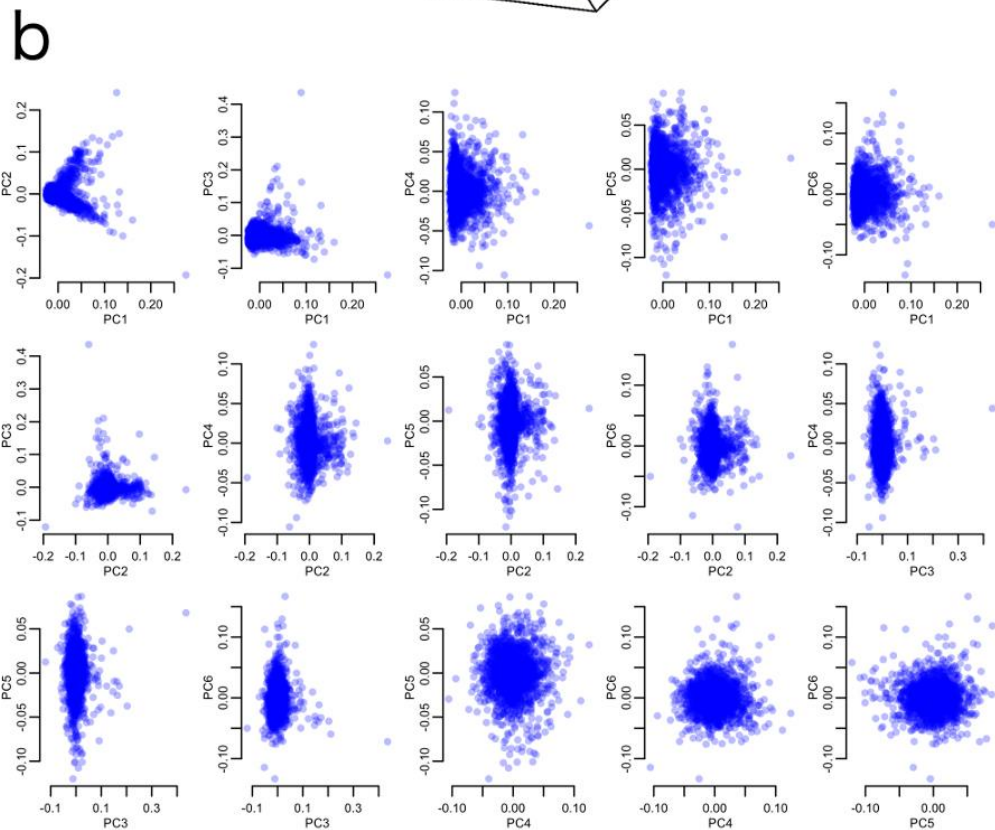 b
PC2 0.2 0.1 0.0 -0.1 -0.2 0.00 0.10 0.20 PC1
PC3 0.4 0.3 0.2 0.1 0.0 -0.1 0.00 0.10 0.20 PC1
PC4 0.10 0.05 0.00 -0.05 -0.10 0.00 0.10 0.20 PC1
PC5 0.05 0.00 -0.05 -0.10 0.00 0.10 0.20 PC1
PC6 0.10 0.00 -0.10 0.00 0.10 0.20 PC1
PC3 0.4 0.3 0.2 0.1 0.0 -0.1 -0.2 -0.1 0.0 0.1 0.2 PC2
PC4 0.10 0.05 0.00 -0.05 -0.10 -0.2 -0.1 0.0 0.1 0.2 PC2
PC5 0.05 0.00 -0.05 -0.10 -0.2 -0.1 0.0 0.1 0.2 PC2
PC6 0.10 0.00 -0.10 -0.2 -0.1 0.0 0.1 0.2 PC2
PC4 0.10 0.05 0.00 -0.05 -0.10 -0.1 0.1 0.3 PC3
PC5 0.05 0.00 -0.05 -0.10 -0.1 0.1 0.3 PC3
PC6 0.10 0.00 -0.10 -0.1 0.1 0.3 PC3
PC5 0.05 0.00 -0.05 -0.10 -0.10 0.00 0.10 PC4
PC6 0.10 0.00 -0.10 -0.10 0.00 0.10 PC4
PC6 0.10 0.00 -0.10 -0.10 0.00 PC5